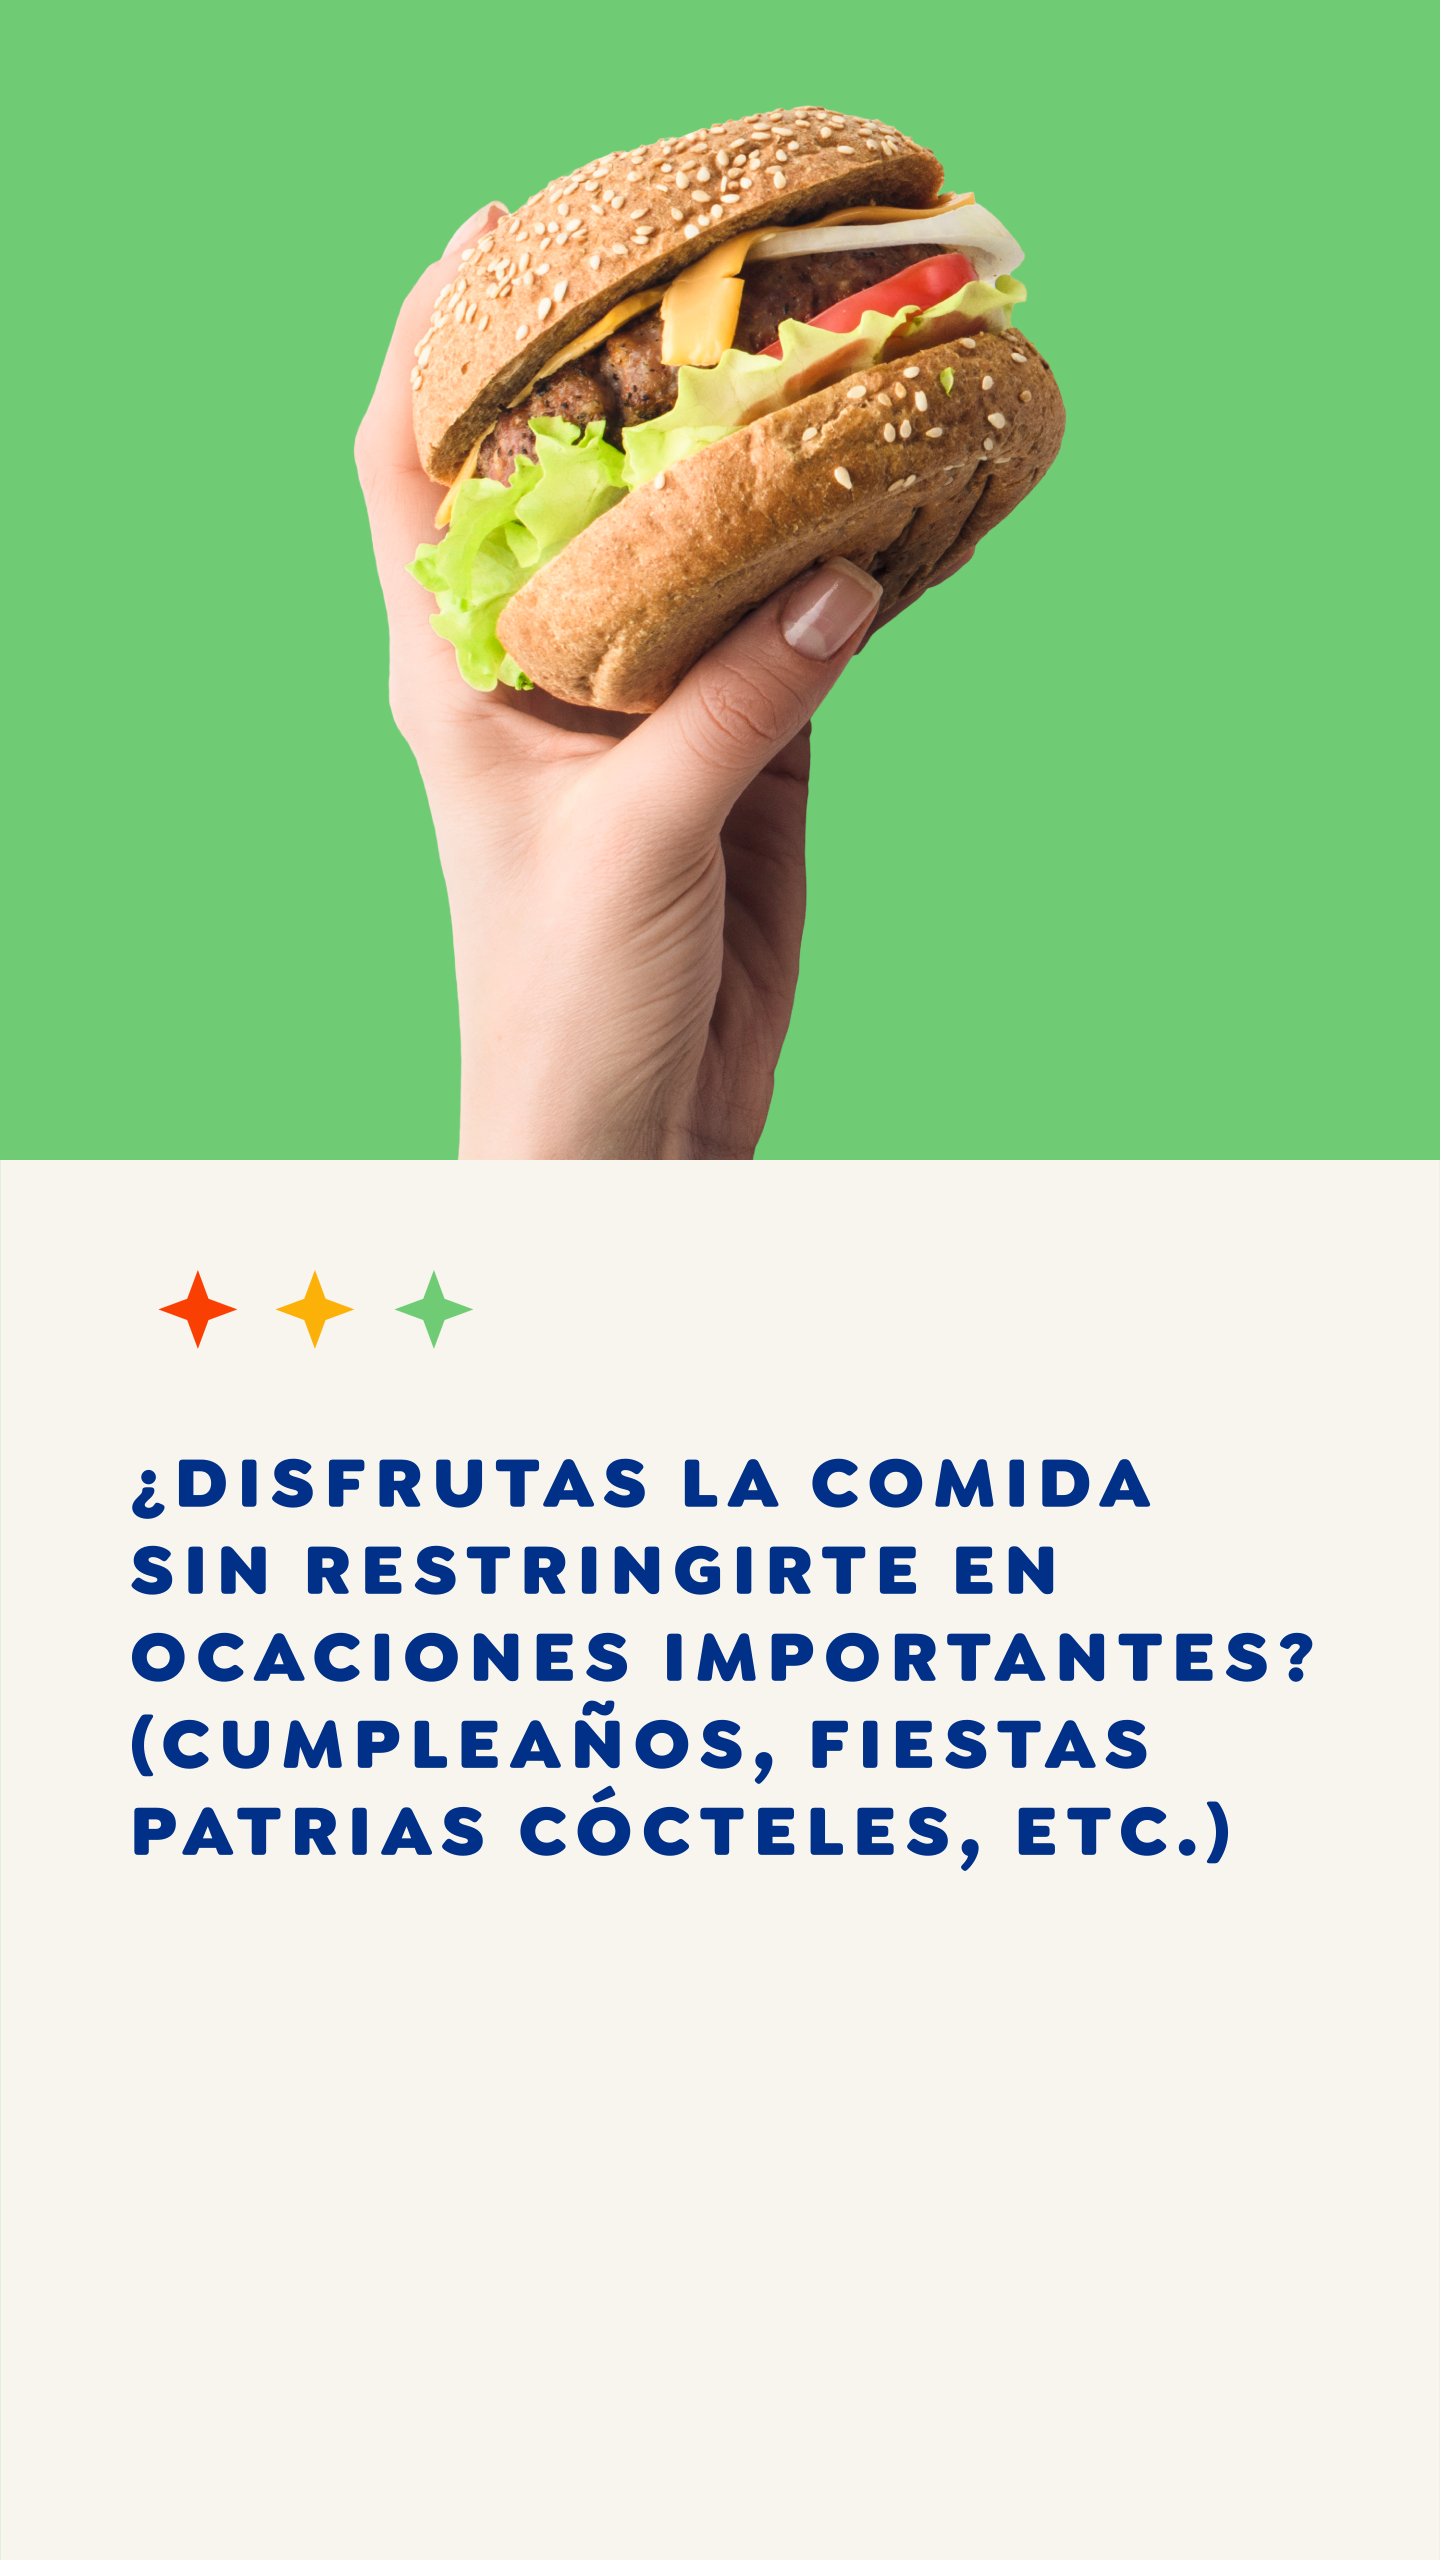 ¿DISFRUTAS LA COMIDA
SIN RESTRINGIRTE EN
OCACIONES IMPORTANTES?
(CUMPLEAÑOS, FIESTAS
PATRIAS CÓCTELES, ETC.)